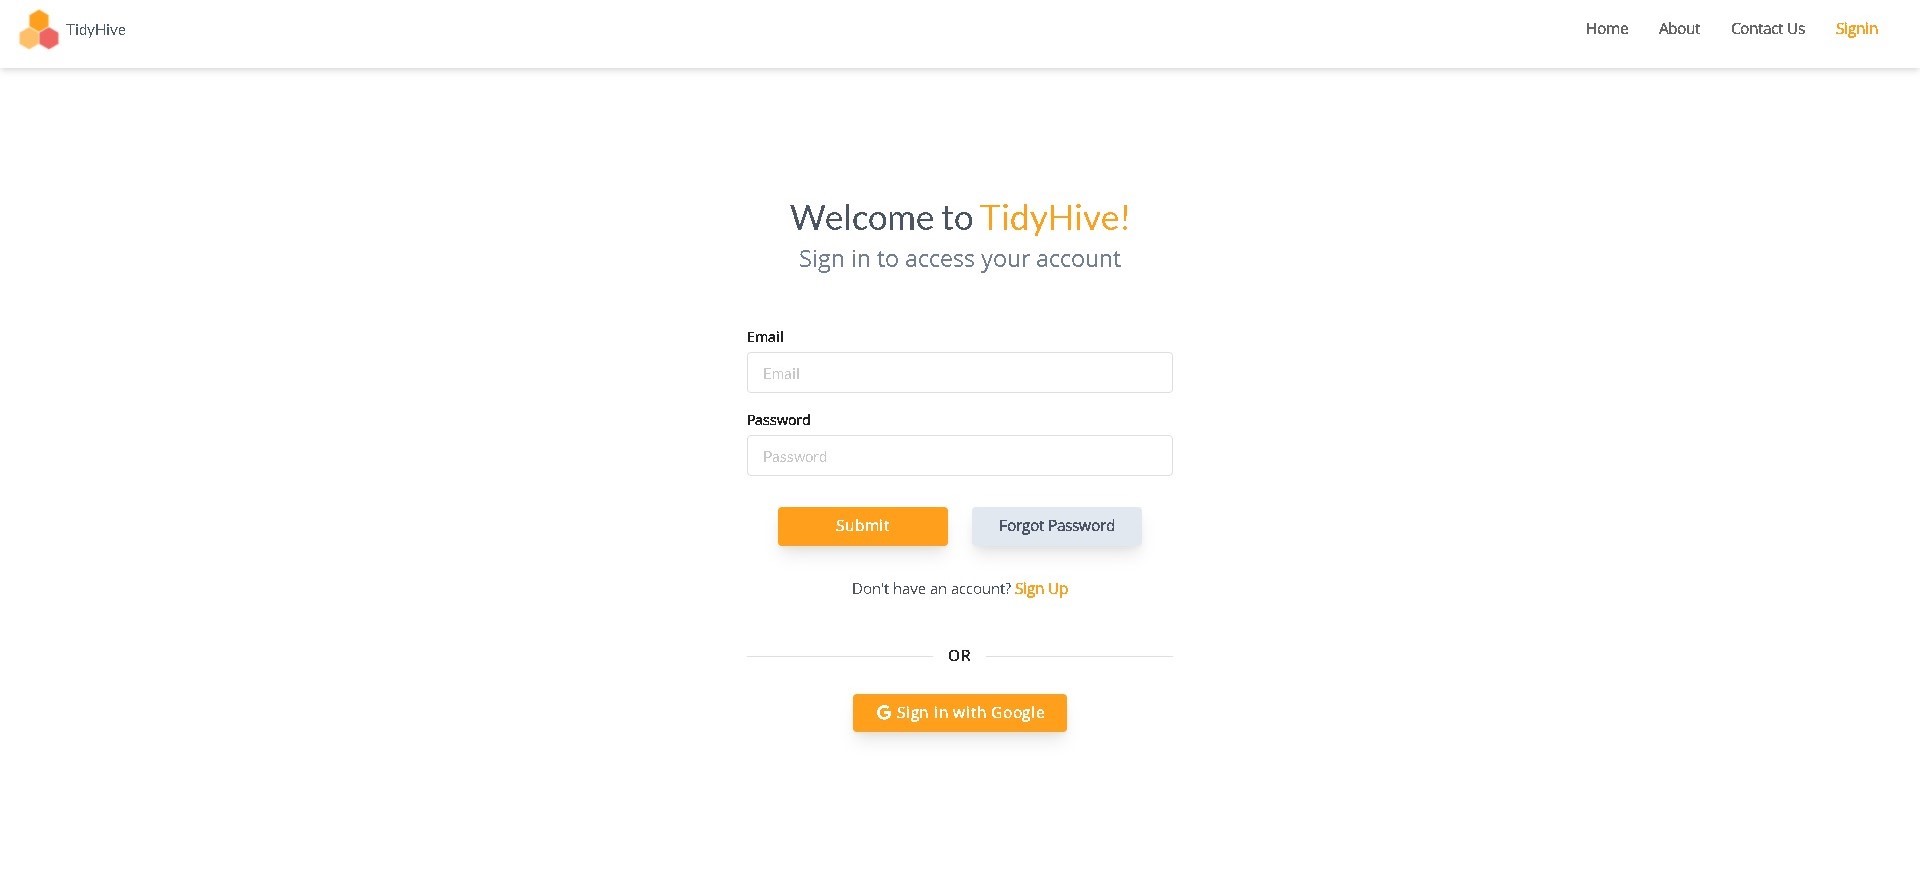 TidyHive
Home About Contact Us Signin
Welcome to TidyHive!
Sign in to access your account
Email
Email
Password
Password
Submit Forgot Password
Don't have an account? Sign Up
OR
G Sign in with Google